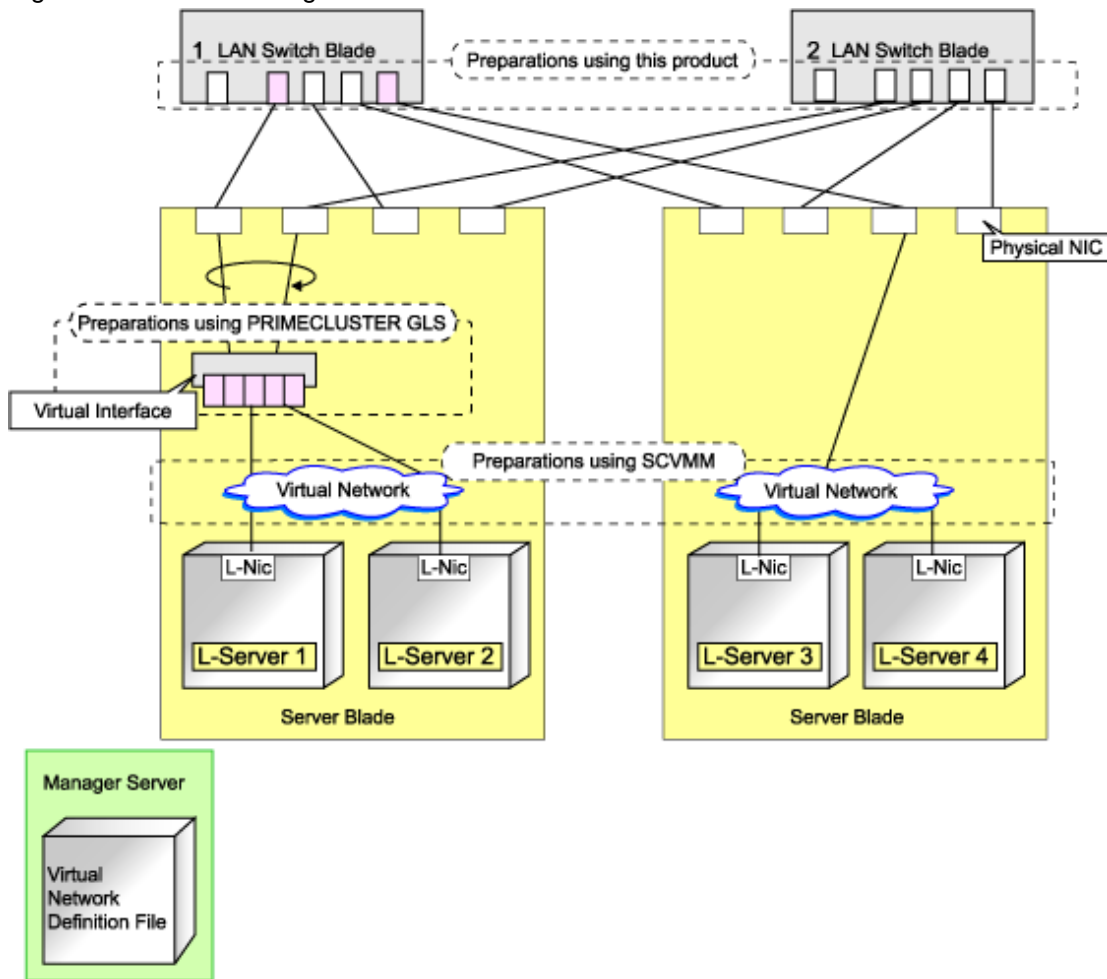 1 LAN Switch Blade
2 LAN Switch Blade
Preparations using this product
Physical NIC
Preparations using PRIMECLUSTER GLS
Virtual Interface
Preparations using SCVMM
Virtual Network
Virtual Network
L-Nic
L-Nic
L-Nic
L-Nic
L-Server 1
L-Server 2
L-Server 3
L-Server 4
Server Blade
Server Blade
Manager Server
Virtual
Network
Definition File